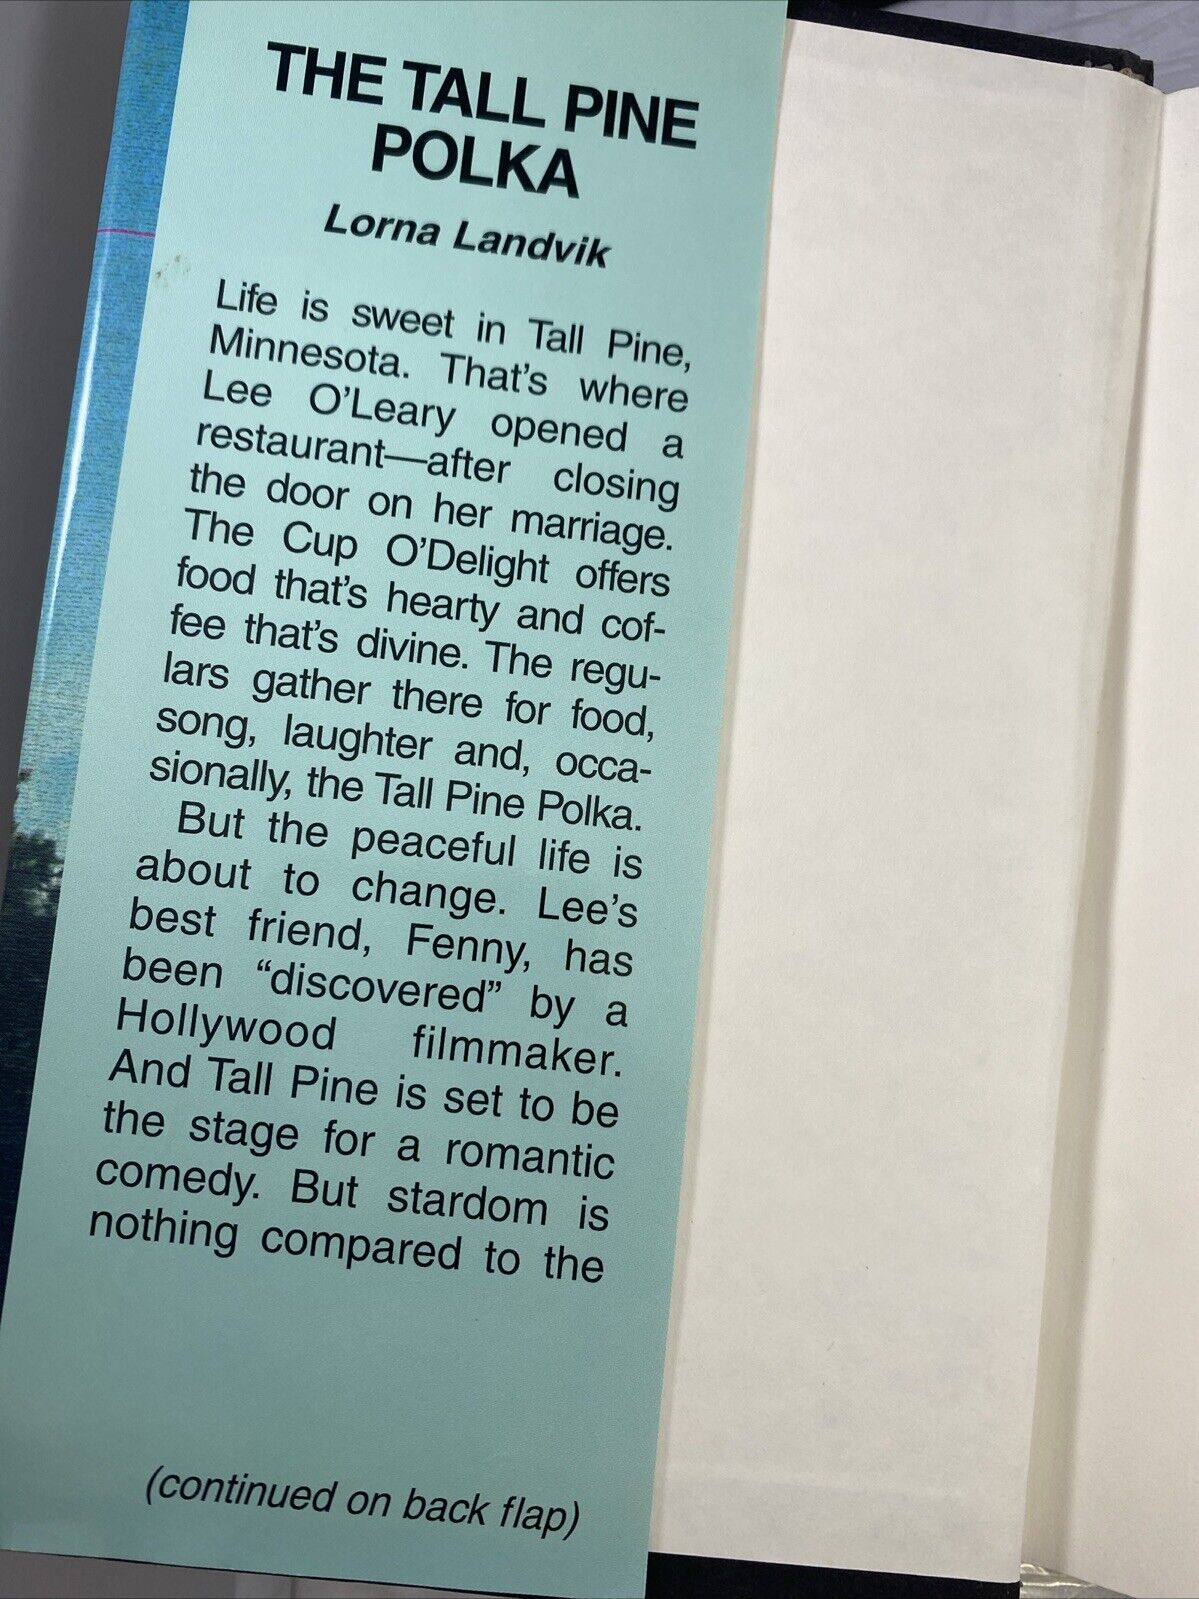 THE TALL PINE
POLKA
Lorna Landvik
Life is sweet in Tall Pine,
Minnesota. That's where
Lee O'Leary opened a
restaurant—after closing
the door on her marriage.
The Cup O'Delight offers
food that's hearty and cof-
fee that's divine. The regu-
lars gather there for food,
song, laughter and, occa-
sionally, the Tall Pine Polka.
But the peaceful life is
about to change. Lee's
best friend, Fenny, has
been “discovered” by a
Hollywood filmmaker.
And Tall Pine is set to be
the stage for a romantic
comedy. But stardom is
nothing compared to the
(continued on back flap)